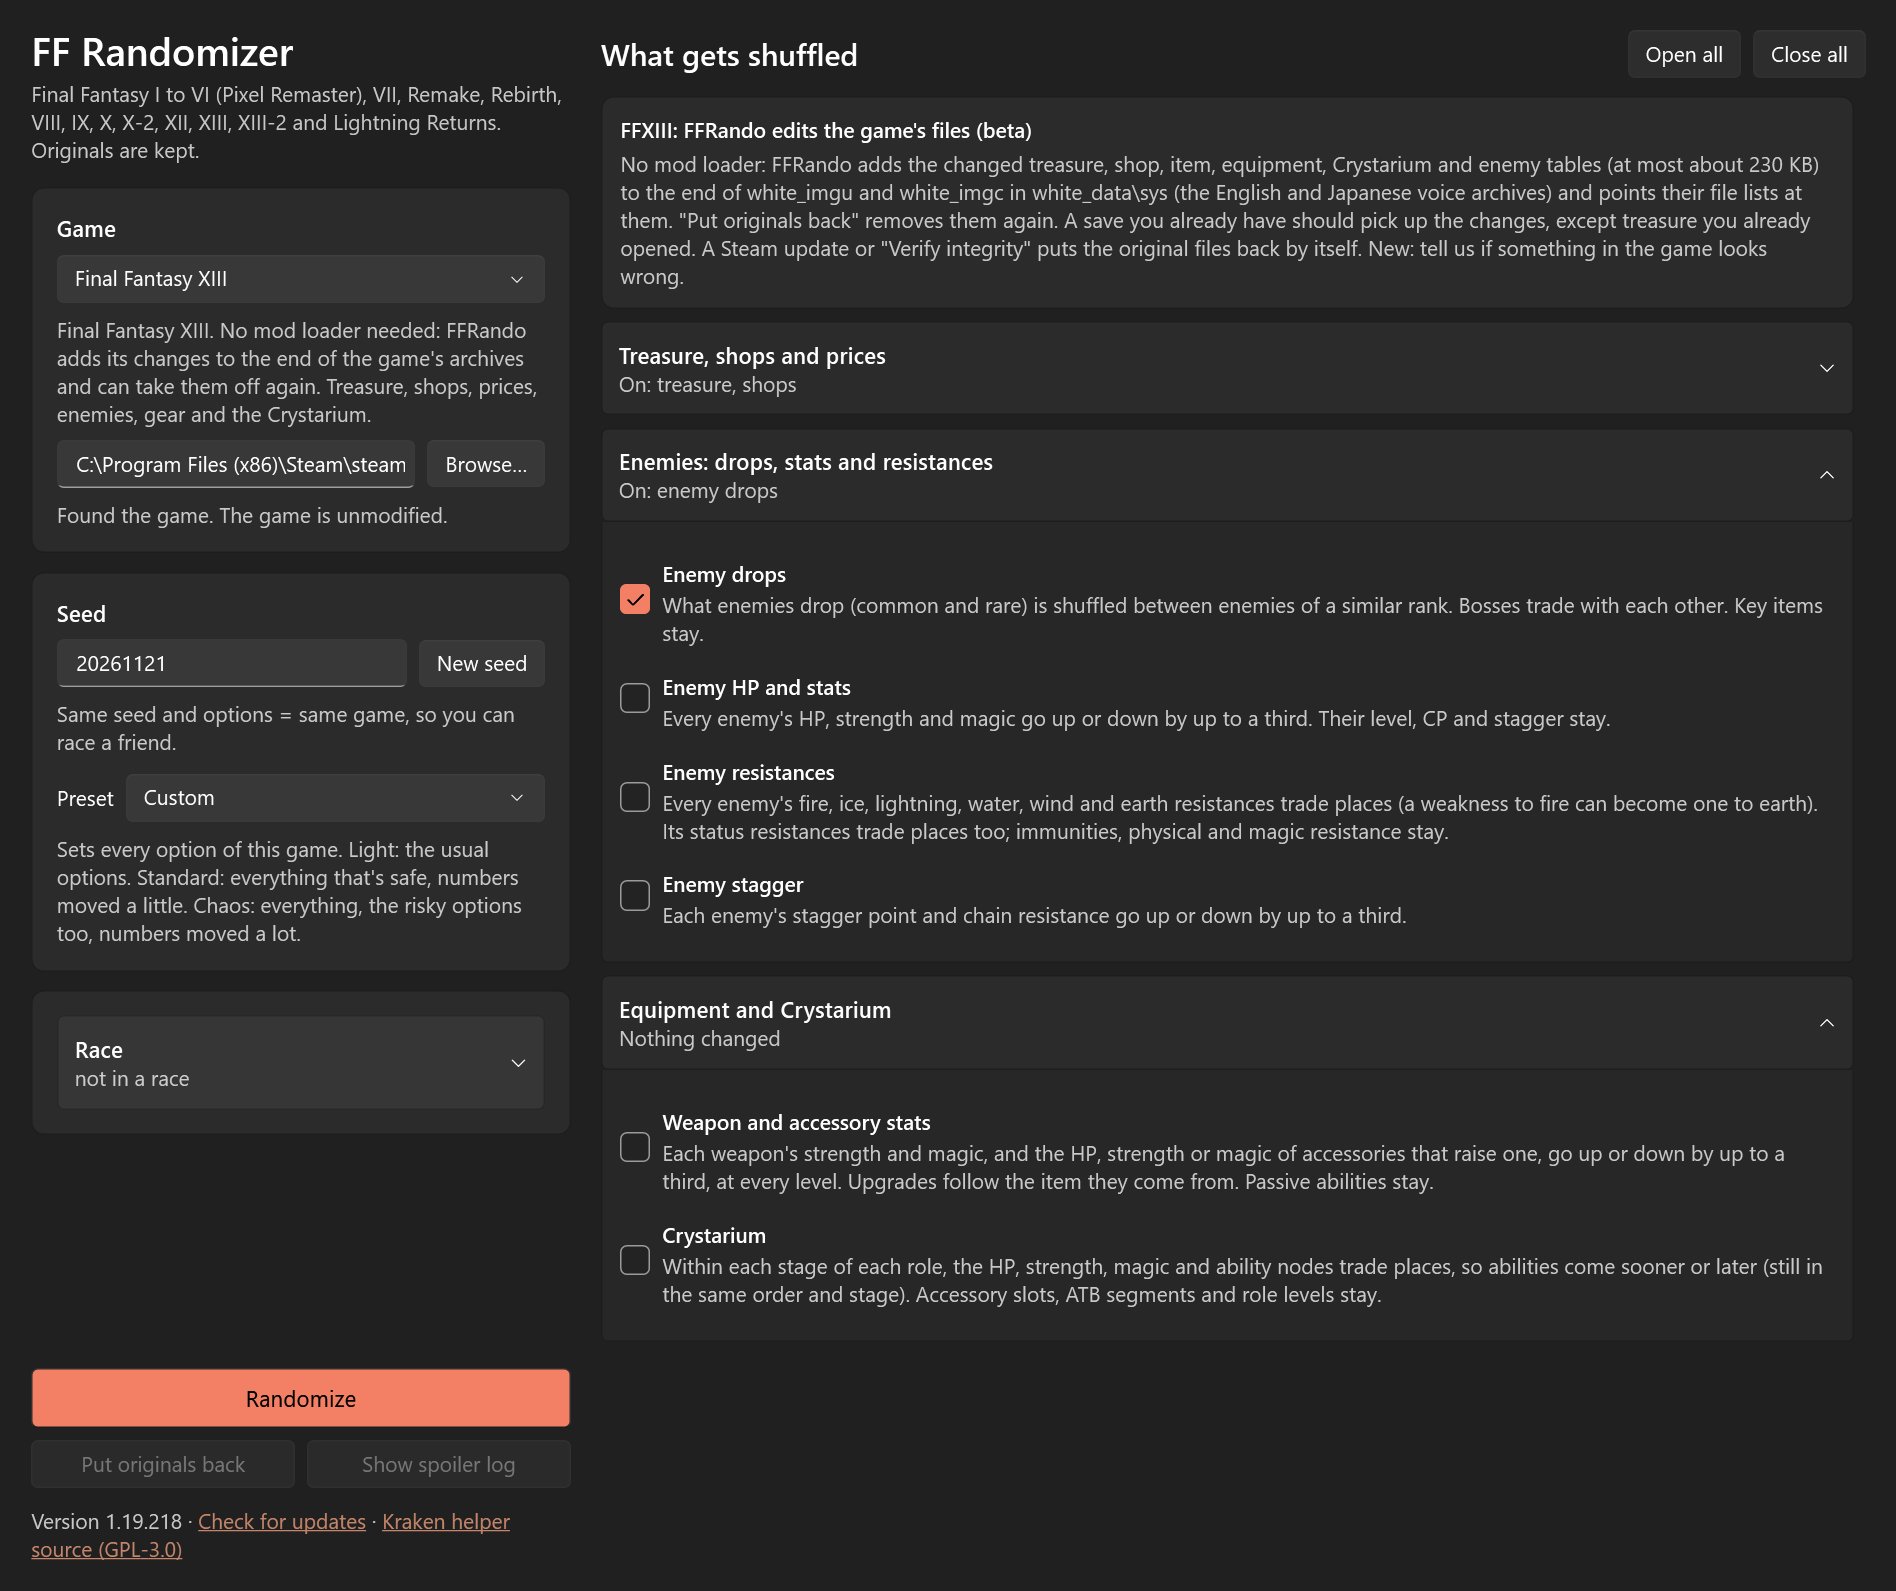 FF Randomizer
Final Fantasy I to VI (Pixel Remaster), VII, Remake, Rebirth,
VIII, IX, X, X-2, XII, XIII, XIII-2 and Lightning Returns.
Originals are kept.
Game
Final Fantasy XIII
Final Fantasy XIII. No mod loader needed: FFRando
adds its changes to the end of the game's archives
and can take them off again. Treasure, shops, prices,
enemies, gear and the Crystarium.
C:\Program Files (x86)\Steam\steam
Browse...
Found the game. The game is unmodified.
Seed
20261121
New seed
Same seed and options = same game, so you can
race a friend.
Preset
Custom
Sets every option of this game. Light: the usual
options. Standard: everything that's safe, numbers
moved a little. Chaos: everything, the risky options
too, numbers moved a lot.
Race
not in a race
Randomize
Put originals back
Show spoiler log
Version 1.19.218 · Check for updates · Kraken helper
source (GPL-3.0)
What gets shuffled
Open all
Close all
FFXIII: FFRando edits the game's files (beta)
No mod loader: FFRando adds the changed treasure, shop, item, equipment, Crystarium and enemy tables (at most about 230 KB)
to the end of white_imgu and white_imgc in white_data\sys (the English and Japanese voice archives) and points their file lists at
them. "Put originals back" removes them again. A save you already have should pick up the changes, except treasure you already
opened. A Steam update or "Verify integrity" puts the original files back by itself. New: tell us if something in the game looks
wrong.
Treasure, shops and prices
On: treasure, shops
Enemies: drops, stats and resistances
On: enemy drops
Enemy drops
What enemies drop (common and rare) is shuffled between enemies of a similar rank. Bosses trade with each other. Key items
stay.
Enemy HP and stats
Every enemy's HP, strength and magic go up or down by up to a third. Their level, CP and stagger stay.
Enemy resistances
Every enemy's fire, ice, lightning, water, wind and earth resistances trade places (a weakness to fire can become one to earth).
Its status resistances trade places too; immunities, physical and magic resistance stay.
Enemy stagger
Each enemy's stagger point and chain resistance go up or down by up to a third.
Equipment and Crystarium
Nothing changed
Weapon and accessory stats
Each weapon's strength and magic, and the HP, strength or magic of accessories that raise one, go up or down by up to a
third, at every level. Upgrades follow the item they come from. Passive abilities stay.
Crystarium
Within each stage of each role, the HP, strength, magic and ability nodes trade places, so abilities come sooner or later (still in
the same order and stage). Accessory slots, ATB segments and role levels stay.